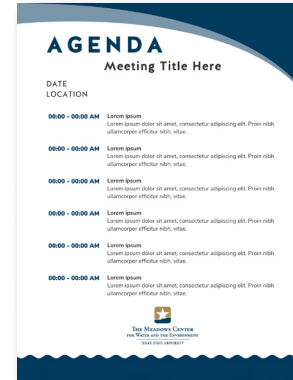 AGENDA
Meeting Title Here
DATE
LOCATION
00:00 - 00:00 AM Lorem ipsum
Lorem ipsum dolor sit amet, consectetur adipiscing elit. Proin nibh
ullamcorper efficitur nibh, vitae.
00:00 - 00:00 AM Lorem ipsum
Lorem ipsum dolor sit amet, consectetur adipiscing elit. Proin nibh
ullamcorper efficitur nibh, vitae.
00:00 - 00:00 AM Lorem ipsum
Lorem ipsum dolor sit amet, consectetur adipiscing elit. Proin nibh
ullamcorper efficitur nibh, vitae.
00:00 - 00:00 AM Lorem ipsum
Lorem ipsum dolor sit amet, consectetur adipiscing elit. Proin nibh
ullamcorper efficitur nibh, vitae.
00:00 - 00:00 AM Lorem ipsum
Lorem ipsum dolor sit amet, consectetur adipiscing elit. Proin nibh
ullamcorper efficitur nibh, vitae.
00:00 - 00:00 AM Lorem ipsum
Lorem ipsum dolor sit amet, consectetur adipiscing elit. Proin nibh
ullamcorper efficitur nibh, vitae.
THE MEADOWS CENTER
FOR WATER AND THE ENVIRONMENT
TEXAS STATE UNIVERSITY